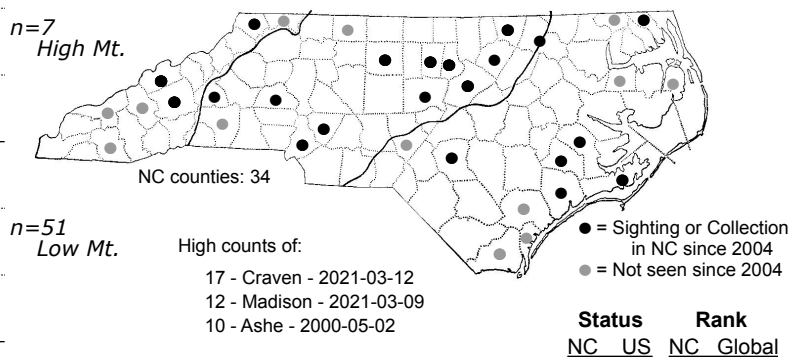 n=7
High Mt.
NC counties: 34
n=51
Low Mt.
High counts of:
17 - Craven - 2021-03-12
12 - Madison - 2021-03-09
10 - Ashe - 2000-05-02
● = Sighting or Collection
in NC since 2004
● = Not seen since 2004
Status Rank
NC US NC Global